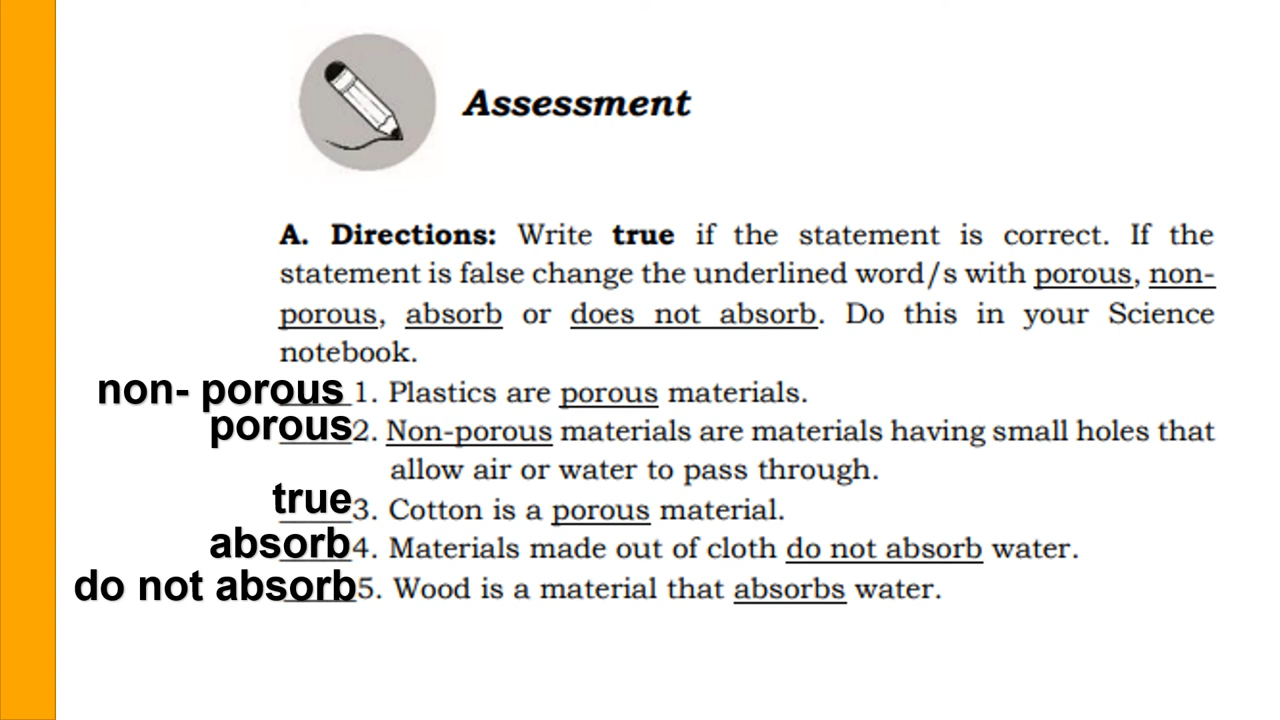 Assessment
A. Directions: Write true if the statement is correct. If the
statement is false change the underlined word/s with porous, non-
porous, absorb or does not absorb. Do this in your Science
notebook.
non- porous 1. Plastics are porous materials.
porous 2. Non-porous materials are materials having small holes that
allow air or water to pass through.
true 3. Cotton is a porous material.
absorb 4. Materials made out of cloth do not absorb water.
do not absorb 5. Wood is a material that absorbs water.